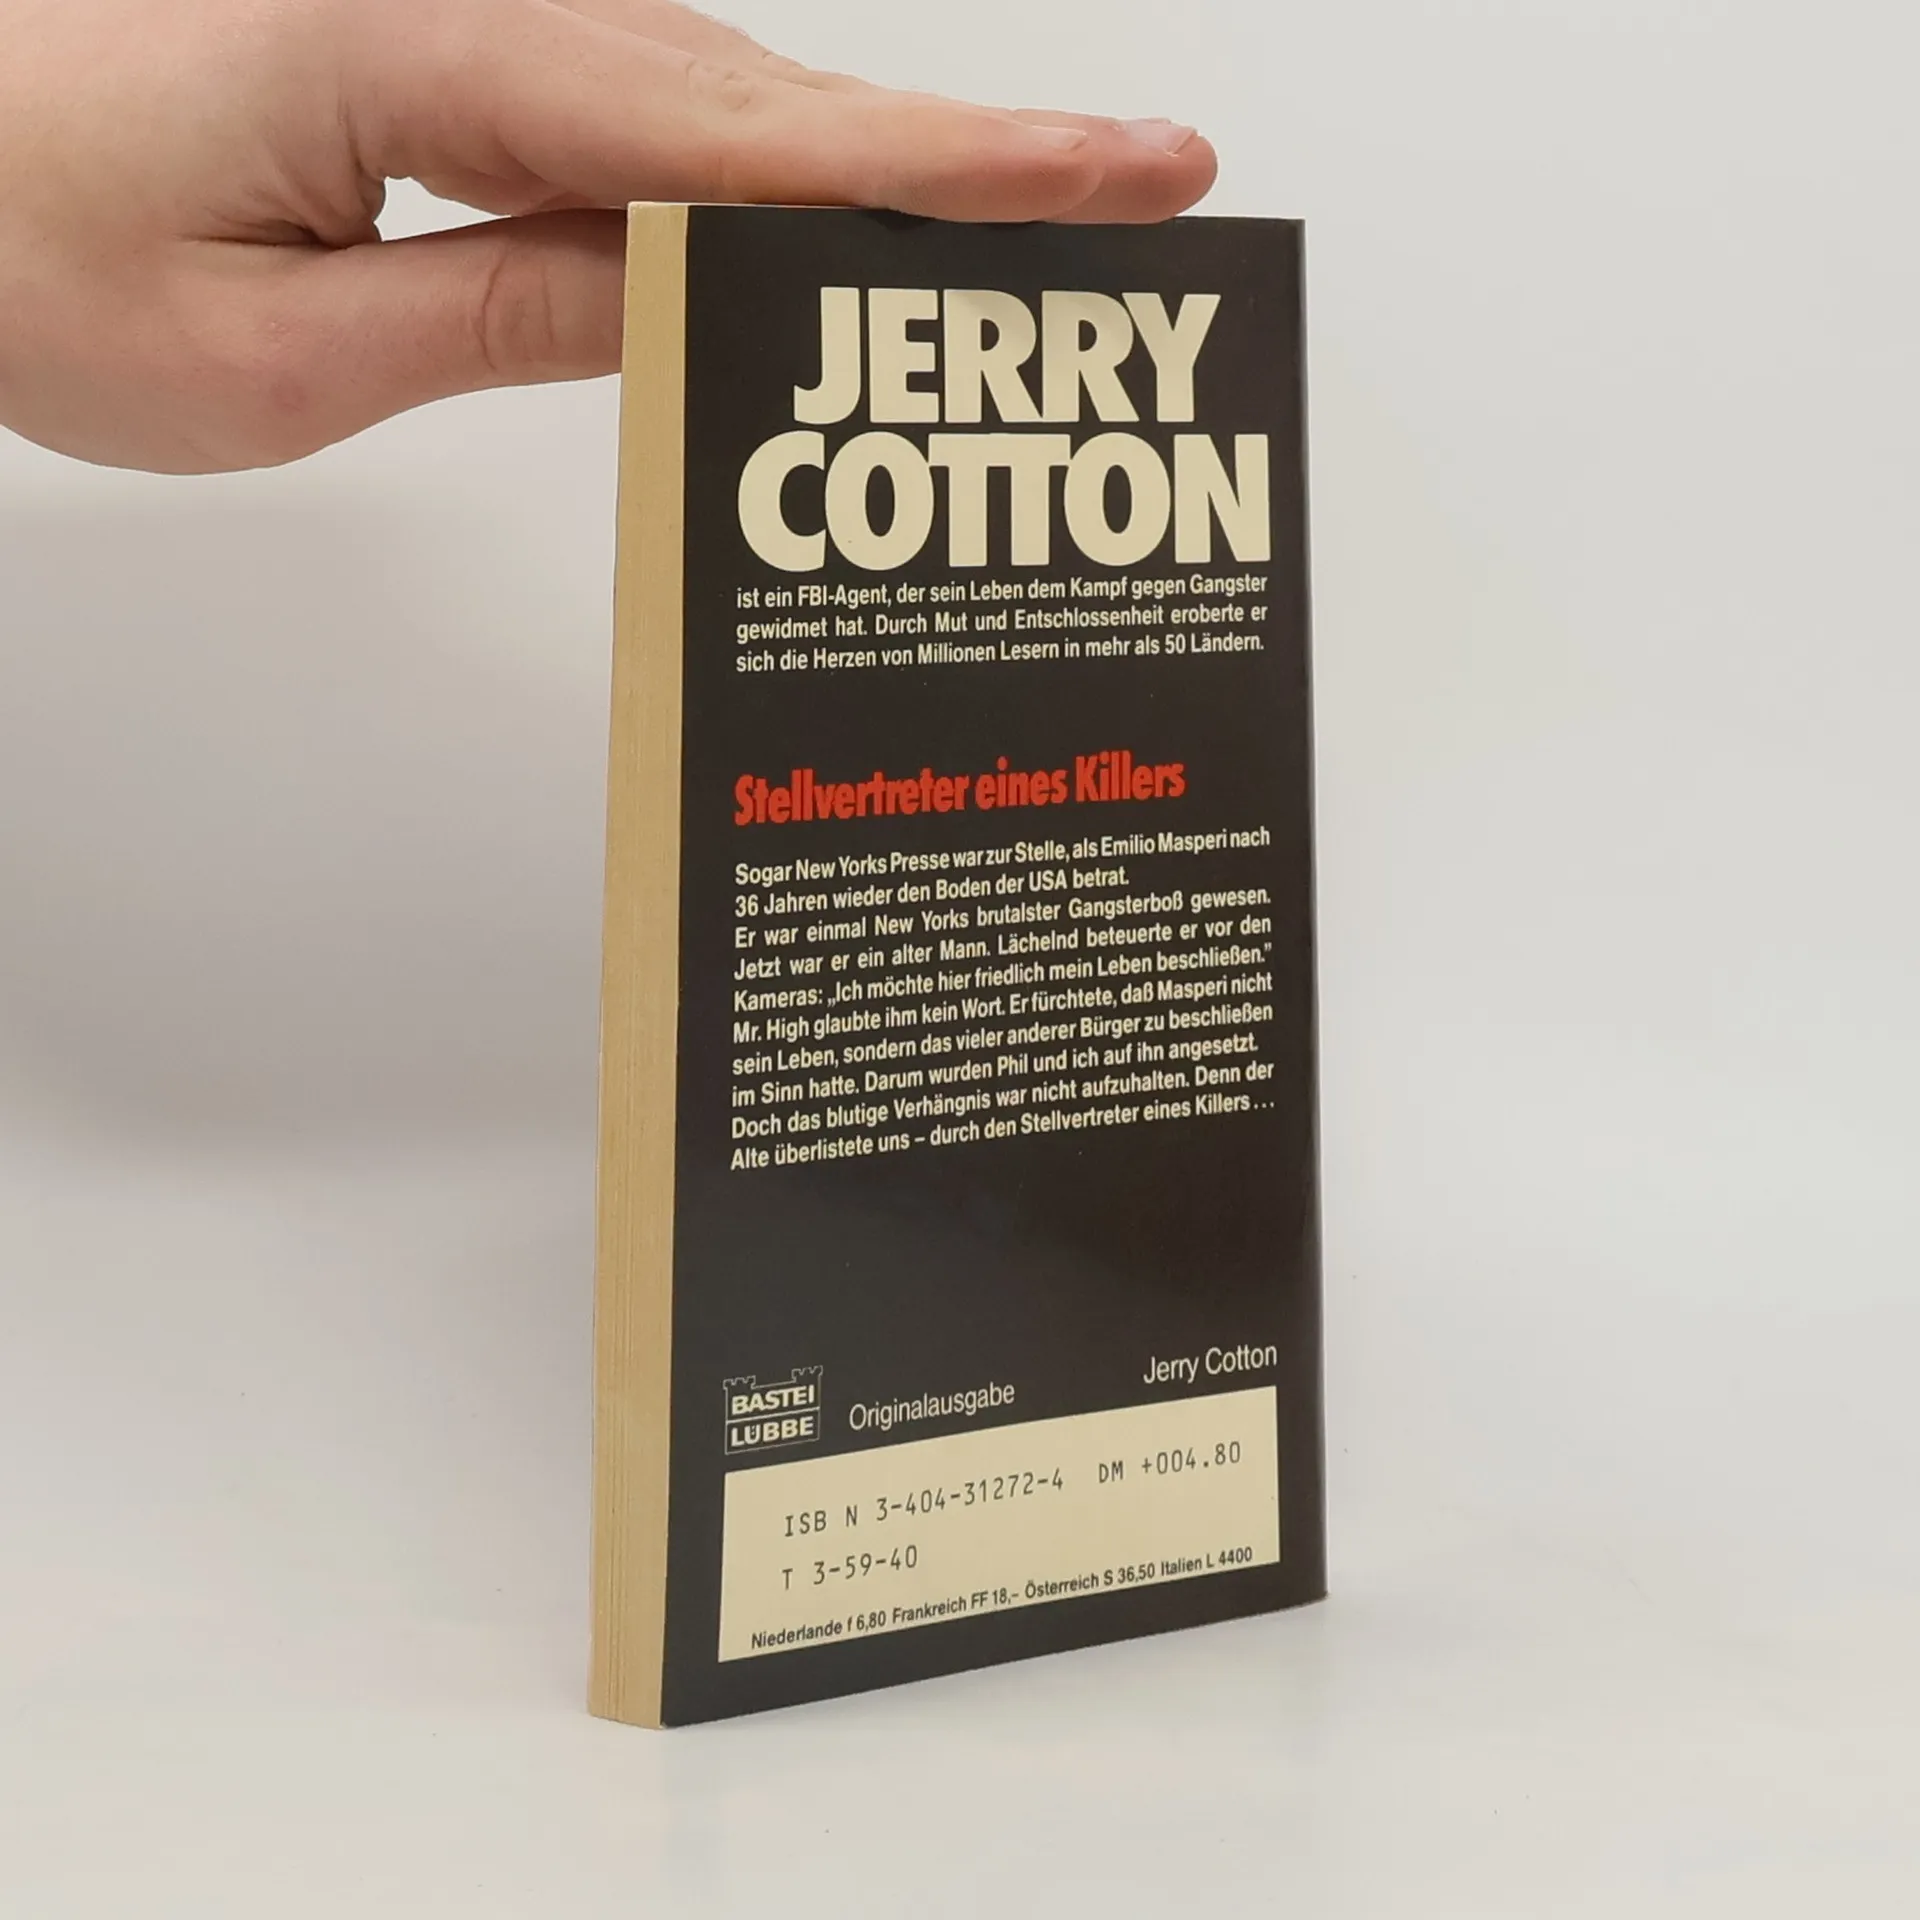 JERRY
COTTON
ist ein FBI-Agent, der sein Leben dem Kampf gegen Gangster
gewidmet hat. Durch Mut und Entschlossenheit eroberte er
sich die Herzen von Millionen Lesern in mehr als 50 Ländern.
Stellvertreter eines Killers
Sogar New Yorks Presse war zur Stelle, als Emilio Masperi nach
36 Jahren wieder den Boden der USA betrat.
Er war einmal New Yorks brutalster Gangsterboß gewesen.
Jetzt war er ein alter Mann. Lächelnd beteuerte er vor den
Kameras: „Ich möchte hier friedlich mein Leben beschließen.”
Mr. High glaubte ihm kein Wort. Er fürchtete, daß Masperi nicht
sein Leben, sondern das vieler anderer Bürger zu beschließen
im Sinn hatte. Darum wurden Phil und ich auf ihn angesetzt.
Doch das blutige Verhängnis war nicht aufzuhalten. Denn der
Alte überlistete uns – durch den Stellvertreter eines Killers...
Jerry Cotton
BASTEI
LÜBBE
Originalausgabe
ISB N 3-404-31272-4 DM +004.80
T 3-59-40
Niederlande f 6,80 Frankreich FF 18,– Österreich S 36,50 Italien L 4400